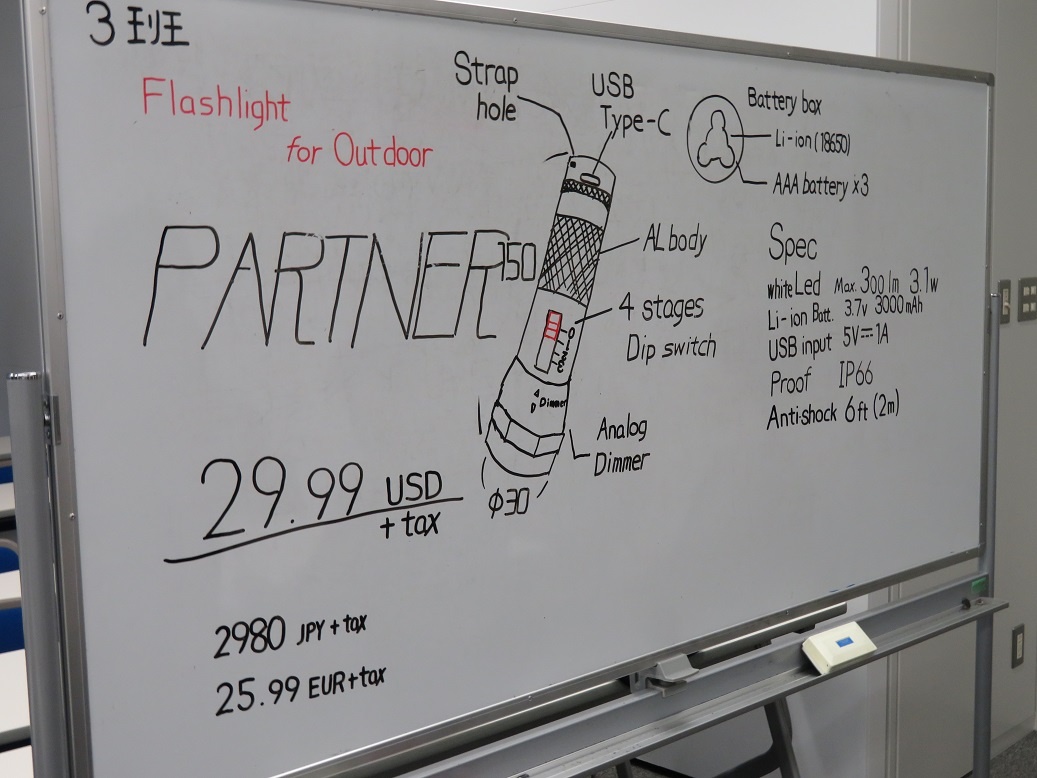 3班
Flashlight
for Outdoor
PARTNER
29.99 USD
+ tax
2980 JPY + tax
25.99 EUR + tax
Strap
hole
USB
Type-C
150
AL body
4 stages
Dip switch
Dimmer
Analog
Dimmer
φ30
Battery box
Li-ion (18650)
AAA battery x3
Spec
White Led Max. 300lm 3.1w
Li-ion Batt. 3.7v 3000mAh
USB input 5V⎓1A
Proof IP66
Anti-shock 6ft (2m)